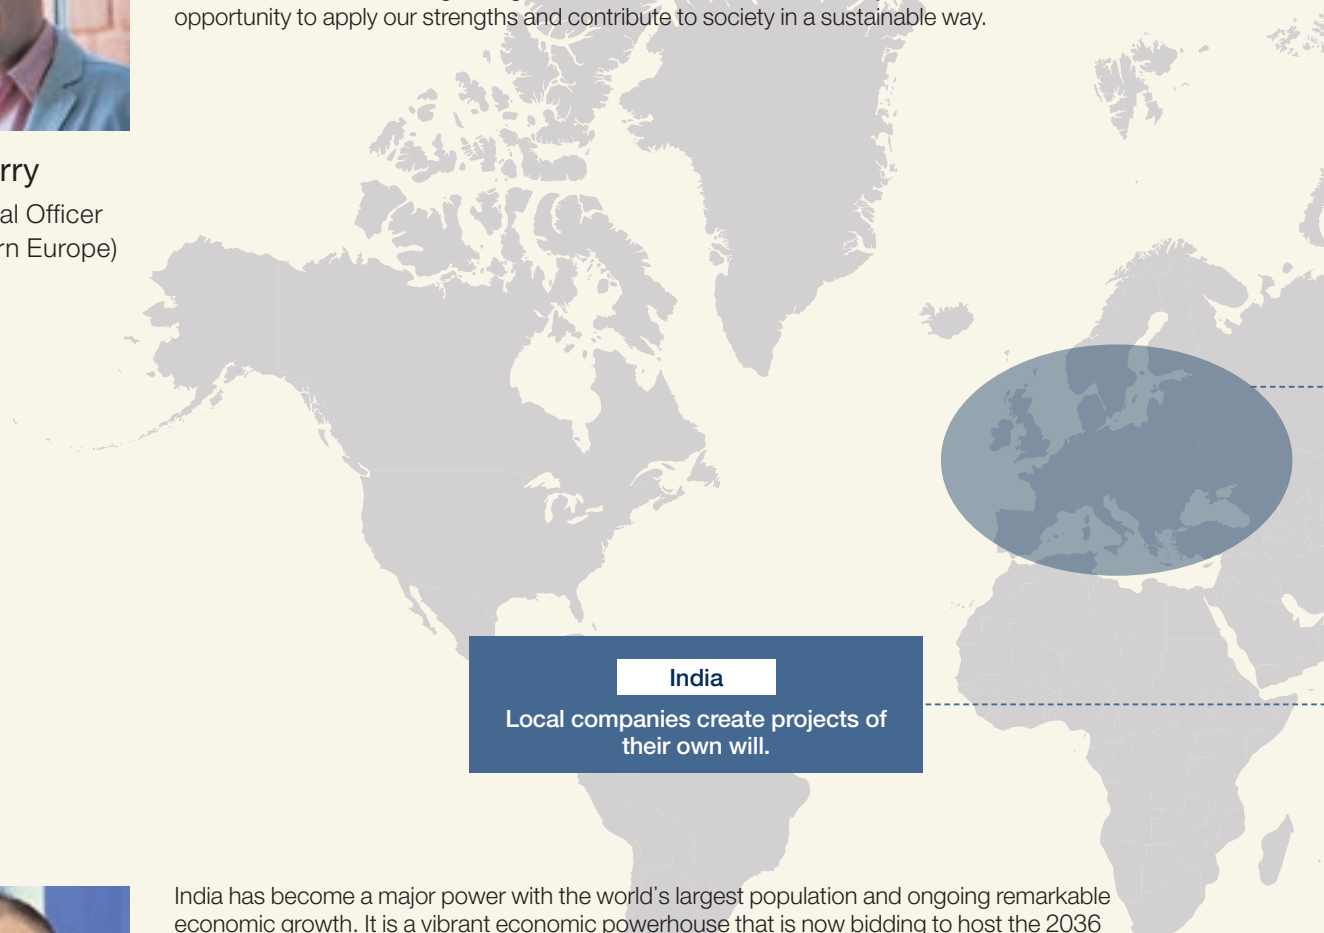 opportunity to apply our strengths and contribute to society in a sustainable way.
rry
al Officer
rn Europe)
India
Local companies create projects of
their own will.
India has become a major power with the world's largest population and ongoing remarkable
economic growth. It is a vibrant economic powerhouse that is now bidding to host the 2036